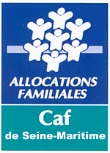 ALLOCATIONS
FAMILIALES
Caf
de Seine-Maritime